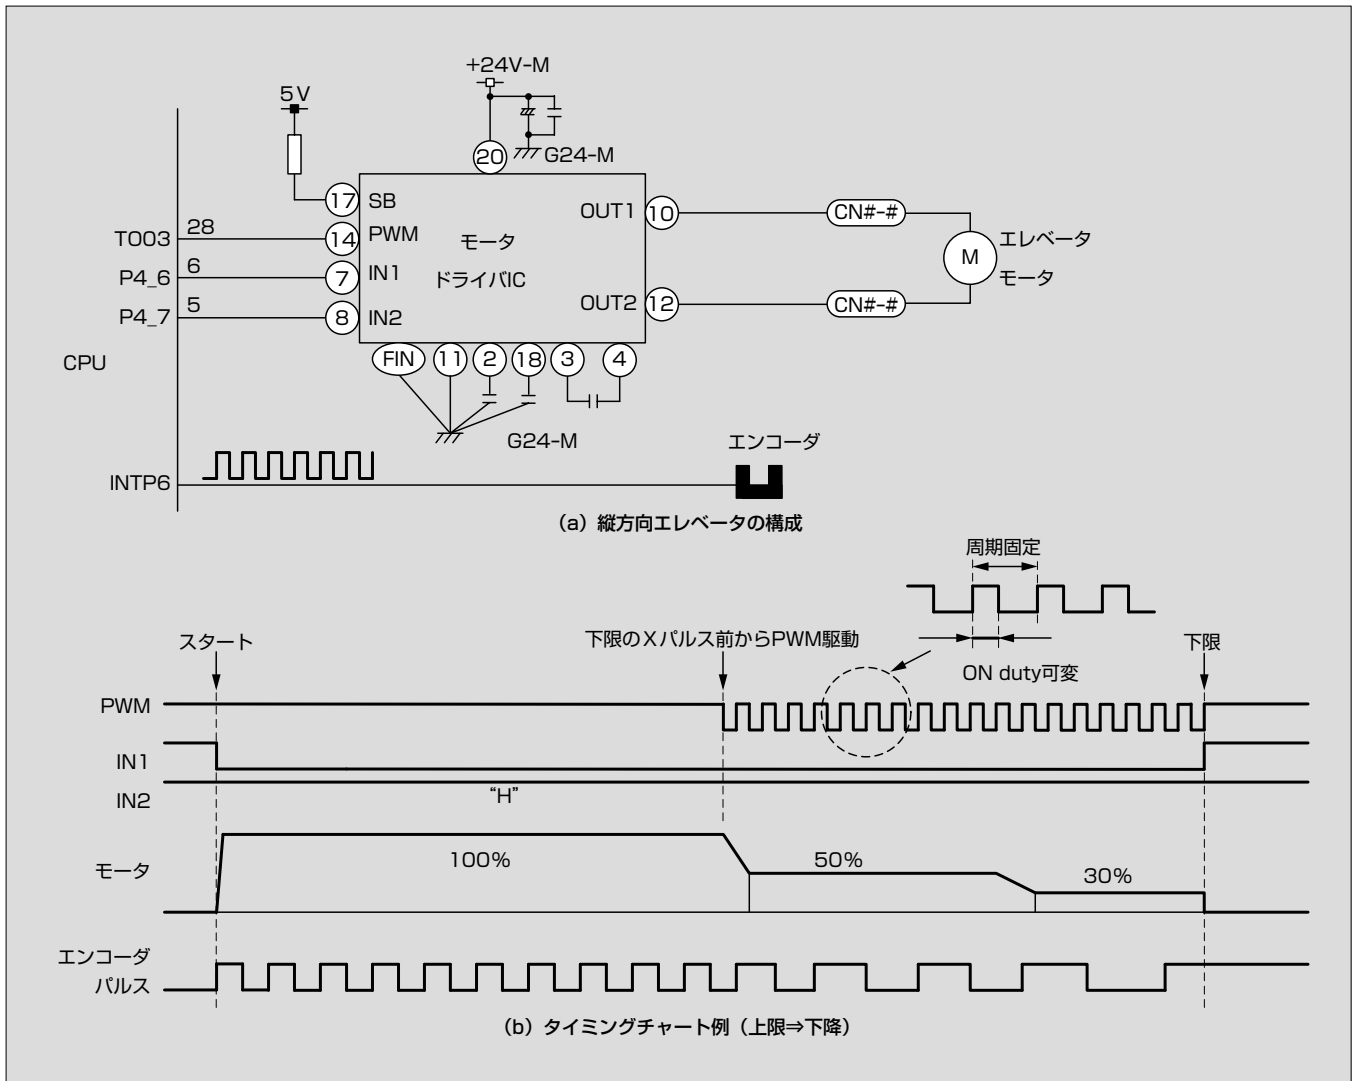 +24V-M
5V
20
G24-M
17 SB
OUT1 10
CN#-#
T003 28 14 PWM
モータ
ドライバIC
M
エレベータ
モータ
P4_6 6 7 IN1
P4_7 5 8 IN2
OUT2 12
CN#-#
CPU
FIN 11 2 18 3 4
G24-M
エンコーダ
INTP6
(a) 縦方向エレベータの構成
周期固定
スタート
下限のXパルス前からPWM駆動
下限
ON duty可変
PWM
IN1
IN2
“H”
モータ
100%
50%
30%
エンコーダ
パルス
(b) タイミングチャート例(上限⇒下降)